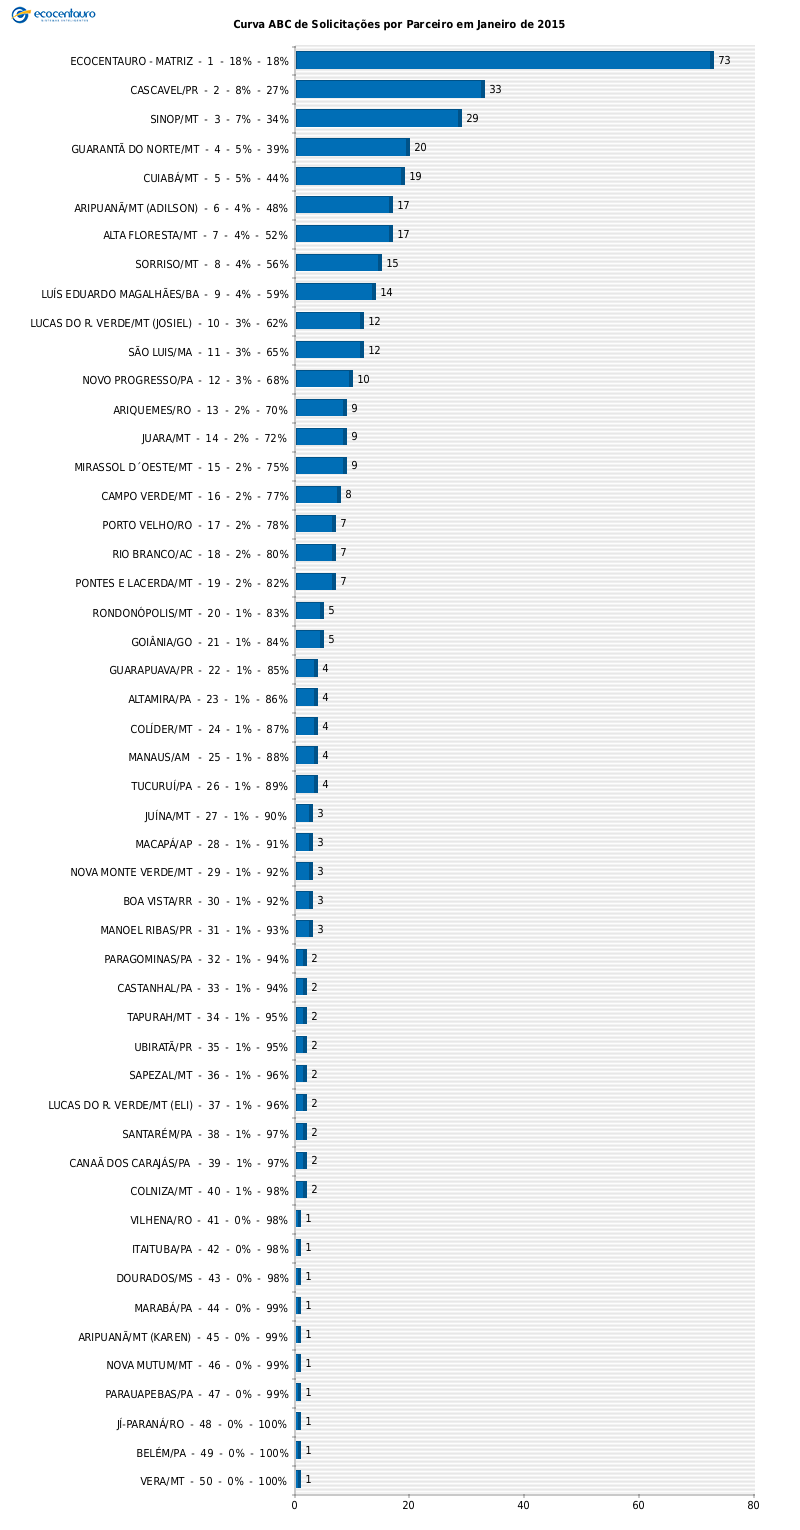 ecocentauro
Curva ABC de Solicitações por Parceiro em Janeiro de 2015
ECOCENTAURO - MATRIZ - 1 - 18% - 18% 73
CASCAVEL/PR - 2 - 8% - 27% 33
SINOP/MT - 3 - 7% - 34% 29
GUARANTÃ DO NORTE/MT - 4 - 5% - 39% 20
CUIABÁ/MT - 5 - 5% - 44% 19
ARIPUANÃ/MT (ADILSON) - 6 - 4% - 48% 17
ALTA FLORESTA/MT - 7 - 4% - 52% 17
SORRISO/MT - 8 - 4% - 56% 15
LUÍS EDUARDO MAGALHÃES/BA - 9 - 4% - 59% 14
LUCAS DO R. VERDE/MT (JOSIEL) - 10 - 3% - 62% 12
SÃO LUIS/MA - 11 - 3% - 65% 12
NOVO PROGRESSO/PA - 12 - 3% - 68% 10
ARIQUEMES/RO - 13 - 2% - 70% 9
JUARA/MT - 14 - 2% - 72% 9
MIRASSOL D´OESTE/MT - 15 - 2% - 75% 9
CAMPO VERDE/MT - 16 - 2% - 77% 8
PORTO VELHO/RO - 17 - 2% - 78% 7
RIO BRANCO/AC - 18 - 2% - 80% 7
PONTES E LACERDA/MT - 19 - 2% - 82% 7
RONDONÓPOLIS/MT - 20 - 1% - 83% 5
GOIÂNIA/GO - 21 - 1% - 84% 5
GUARAPUAVA/PR - 22 - 1% - 85% 4
ALTAMIRA/PA - 23 - 1% - 86% 4
COLÍDER/MT - 24 - 1% - 87% 4
MANAUS/AM - 25 - 1% - 88% 4
TUCURUÍ/PA - 26 - 1% - 89% 4
JUÍNA/MT - 27 - 1% - 90% 3
MACAPÁ/AP - 28 - 1% - 91% 3
NOVA MONTE VERDE/MT - 29 - 1% - 92% 3
BOA VISTA/RR - 30 - 1% - 92% 3
MANOEL RIBAS/PR - 31 - 1% - 93% 3
PARAGOMINAS/PA - 32 - 1% - 94% 2
CASTANHAL/PA - 33 - 1% - 94% 2
TAPURAH/MT - 34 - 1% - 95% 2
UBIRATÃ/PR - 35 - 1% - 95% 2
SAPEZAL/MT - 36 - 1% - 96% 2
LUCAS DO R. VERDE/MT (ELI) - 37 - 1% - 96% 2
SANTARÉM/PA - 38 - 1% - 97% 2
CANAÃ DOS CARAJÁS/PA - 39 - 1% - 97% 2
COLNIZA/MT - 40 - 1% - 98% 2
VILHENA/RO - 41 - 0% - 98% 1
ITAITUBA/PA - 42 - 0% - 98% 1
DOURADOS/MS - 43 - 0% - 98% 1
MARABÁ/PA - 44 - 0% - 99% 1
ARIPUANÃ/MT (KAREN) - 45 - 0% - 99% 1
NOVA MUTUM/MT - 46 - 0% - 99% 1
PARAUAPEBAS/PA - 47 - 0% - 99% 1
JÍ-PARANÁ/RO - 48 - 0% - 100% 1
BELÉM/PA - 49 - 0% - 100% 1
VERA/MT - 50 - 0% - 100% 1
0 20 40 60 80